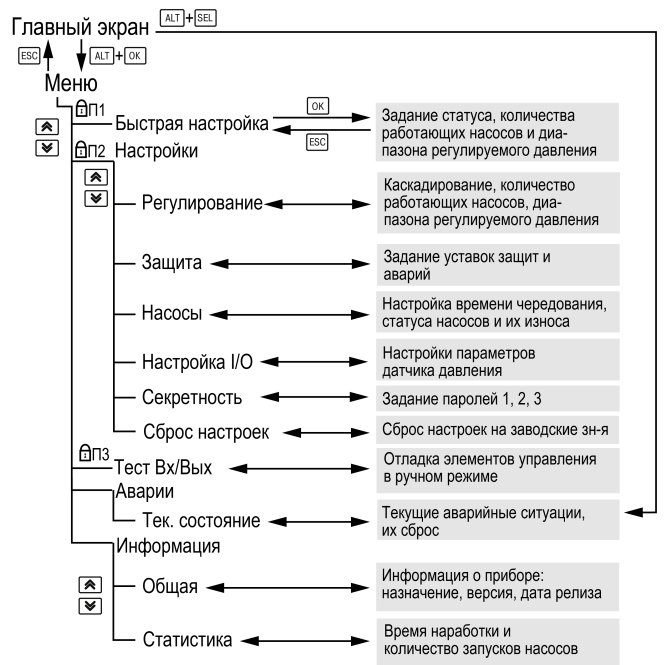 Главный экран ALT+SEL
ESC ALT+OK
Меню
П1
Быстрая настройка
OK
ESC
Задание статуса, количества
работающих насосов и диа-
пазона регулируемого давления
П2 Настройки
Регулирование
Каскадирование, количество
работающих насосов, диа-
пазона регулируемого давления
Защита
Задание уставок защит и
аварий
Насосы
Настройка времени чередования,
статуса насосов и их износа
Настройка I/O
Настройки параметров
датчика давления
Секретность
Задание паролей 1, 2, 3
Сброс настроек
Сброс настроек на заводские зн-я
П3
Тест Вх/Вых
Отладка элементов управления
в ручном режиме
Аварии
Тек. состояние
Текущие аварийные ситуации,
их сброс
Информация
Общая
Информация о приборе:
назначение, версия, дата релиза
Статистика
Время наработки и
количество запусков насосов